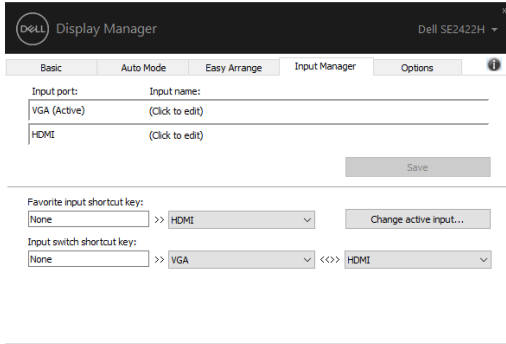 DELL Display Manager Dell SE2422H
Basic Auto Mode Easy Arrange Input Manager Options
Input port: Input name:
VGA (Active) (Click to edit)
HDMI (Click to edit)
Save
Favorite input shortcut key:
None >> HDMI Change active input...
Input switch shortcut key:
None >> VGA <<>> HDMI